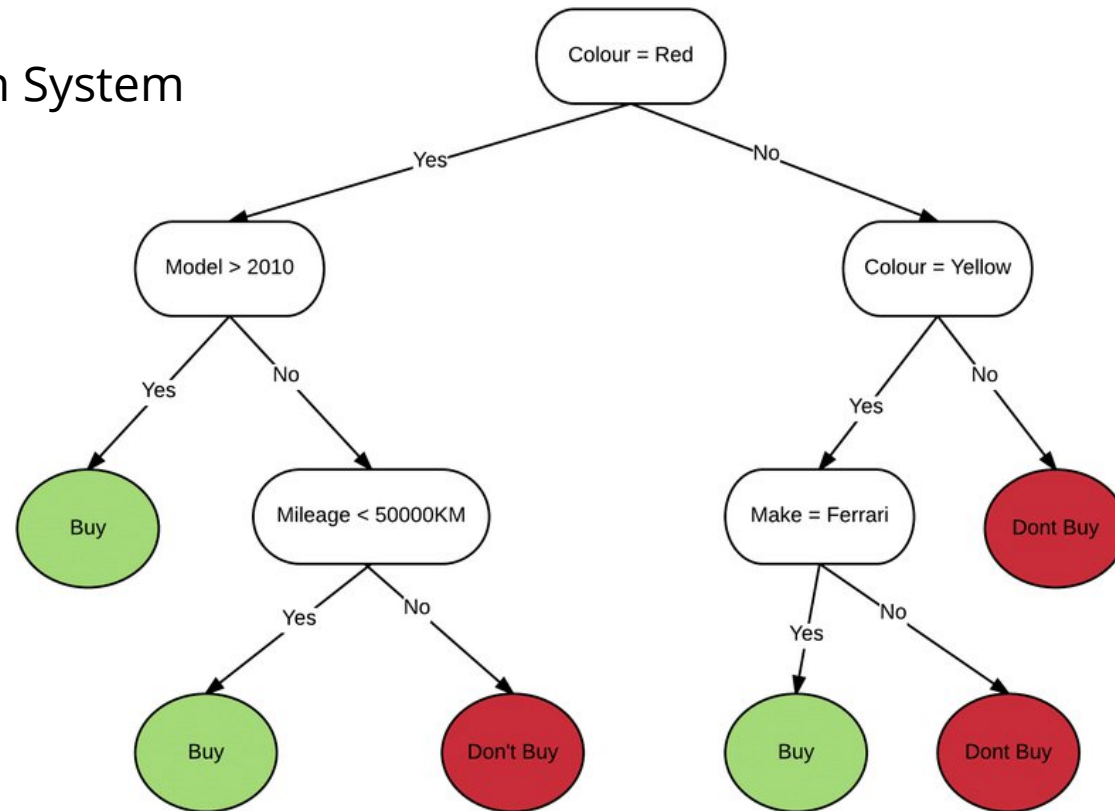 n System
Colour = Red
Yes
No
Model > 2010
Colour = Yellow
Yes
No
Yes
No
Buy
Mileage < 50000KM
Make = Ferrari
Dont Buy
Yes
No
Yes
No
Buy
Don't Buy
Buy
Dont Buy